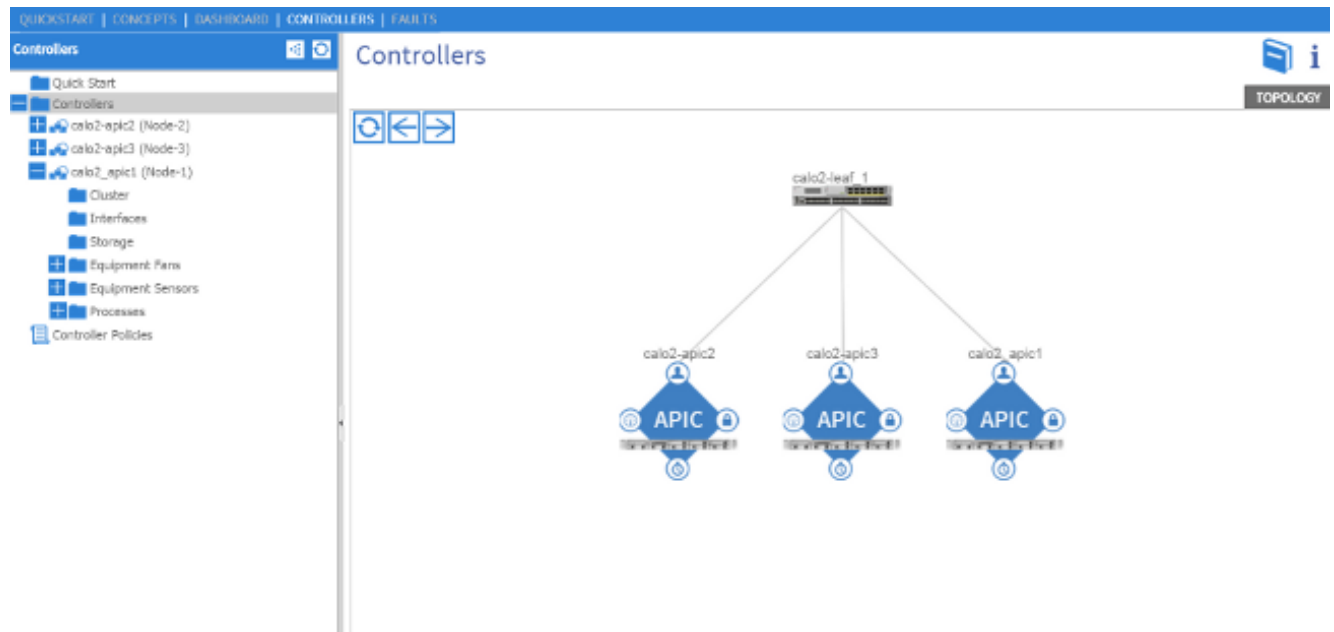 QUICKSTART | CONCEPTS | DASHBOARD | CONTROLLERS | FAULTS
Controllers
Quick Start
Controllers
calo2-apic2 (Node-2)
calo2-apic3 (Node-3)
calo2_apic1 (Node-1)
Cluster
Interfaces
Storage
Equipment Fans
Equipment Sensors
Processes
Controller Policies
Controllers
i
TOPOLOGY
calo2-leaf_1
calo2-apic2 calo2-apic3 calo2_apic1
APIC APIC APIC